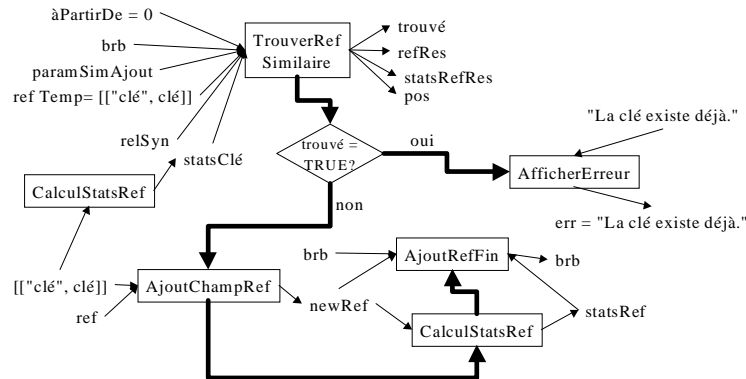 àPartirDe = 0
brb
paramSimAjout
ref Temp= [["clé", clé]]
relSyn
statsClé
TrouverRef
Similaire
trouvé
refRes
statsRefRes
pos
trouvé =
TRUE?
oui
non
"La clé existe déjà."
AfficherErreur
err = "La clé existe déjà."
CalculStatsRef
[["clé", clé]]
ref
AjoutChampRef
newRef
brb
AjoutRefFin
brb
CalculStatsRef
statsRef